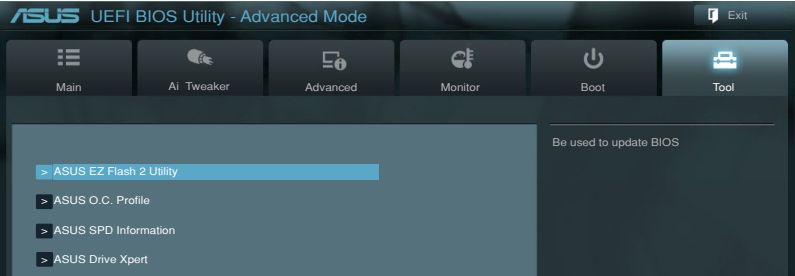 ASUS UEFI BIOS Utility - Advanced Mode
Exit
Main
Ai Tweaker
Advanced
Monitor
Boot
Tool
Be used to update BIOS
> ASUS EZ Flash 2 Utility
> ASUS O.C. Profile
> ASUS SPD Information
> ASUS Drive Xpert